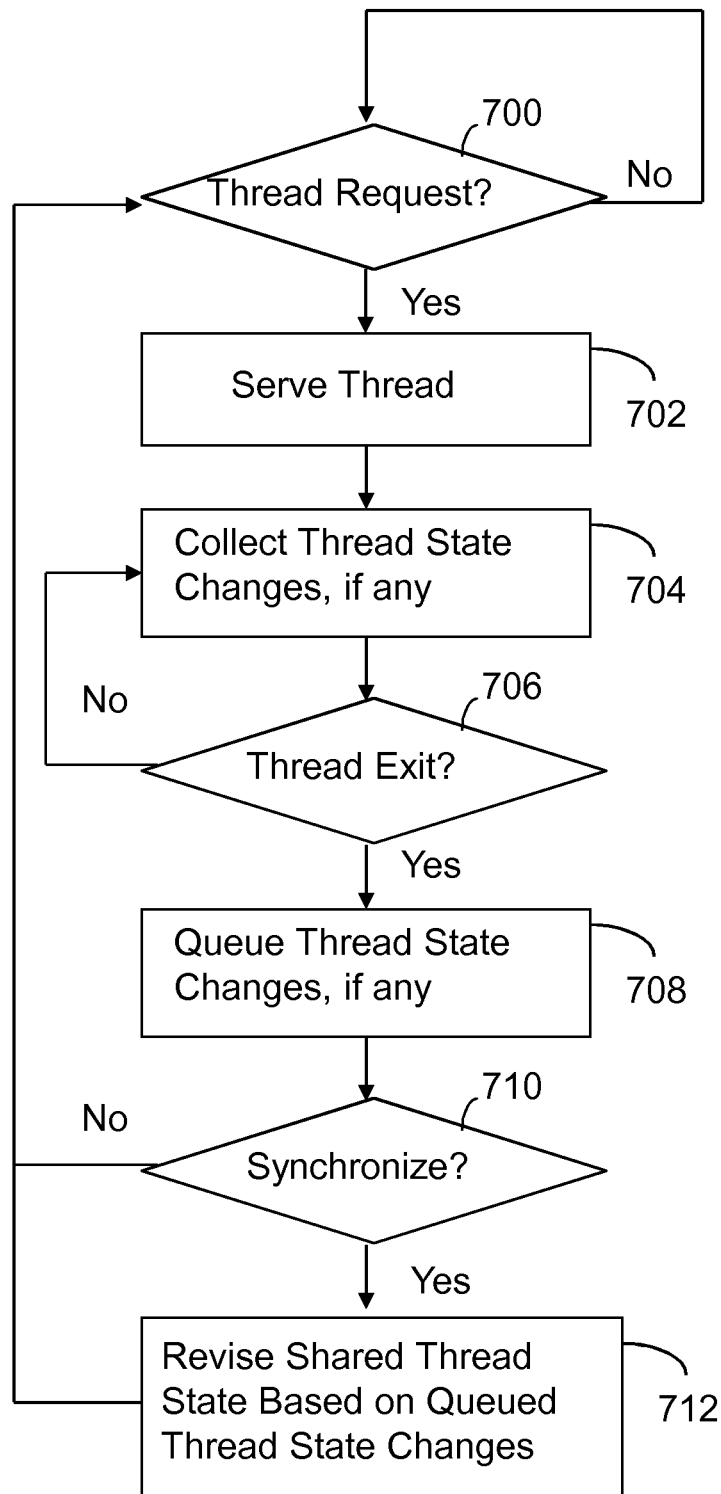 700
Thread Request?
No
Yes
Serve Thread
702
Collect Thread State
Changes, if any
704
No
706
Thread Exit?
Yes
Queue Thread State
Changes, if any
708
No
710
Synchronize?
Yes
Revise Shared Thread
State Based on Queued
Thread State Changes
712